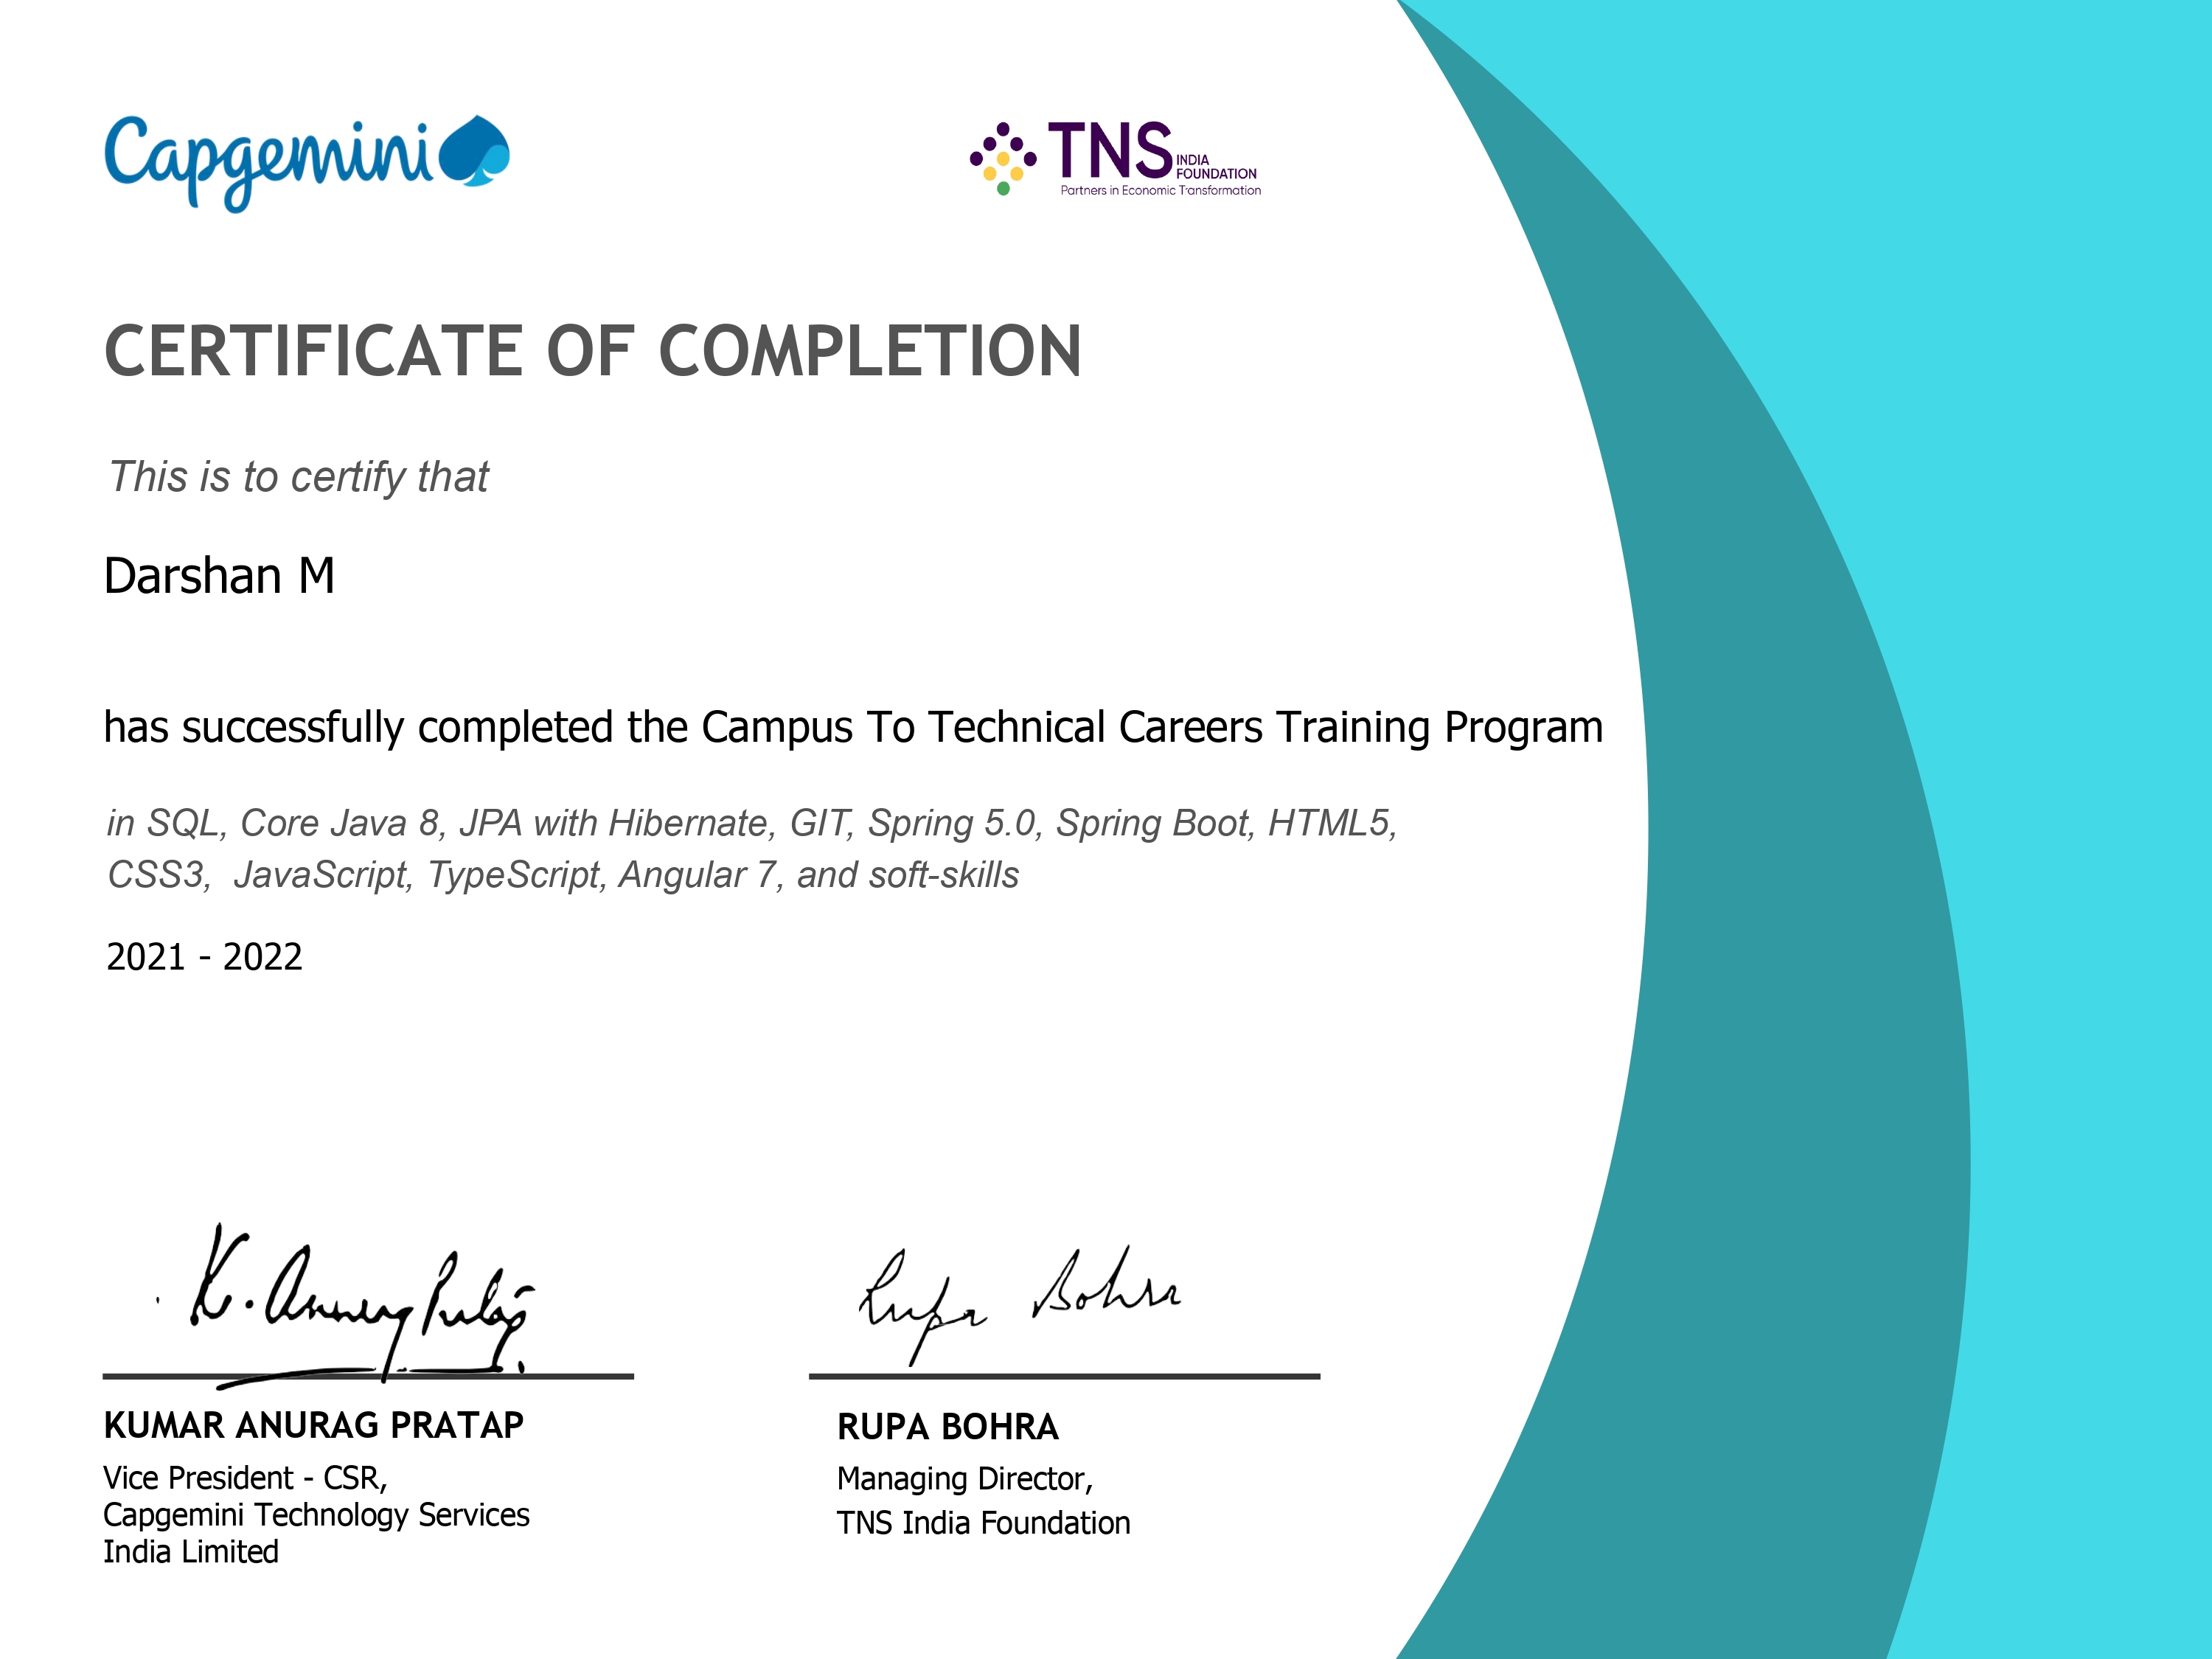 Capgemini
TNS INDIA FOUNDATION
Partners in Economic Transformation
CERTIFICATE OF COMPLETION
This is to certify that
Darshan M
has successfully completed the Campus To Technical Careers Training Program
in SQL, Core Java 8, JPA with Hibernate, GIT, Spring 5.0, Spring Boot, HTML5,
CSS3, JavaScript, TypeScript, Angular 7, and soft-skills
2021 - 2022
K. Anurag Pratap
Rupa Bohra
KUMAR ANURAG PRATAP
Vice President - CSR,
Capgemini Technology Services
India Limited
RUPA BOHRA
Managing Director,
TNS India Foundation